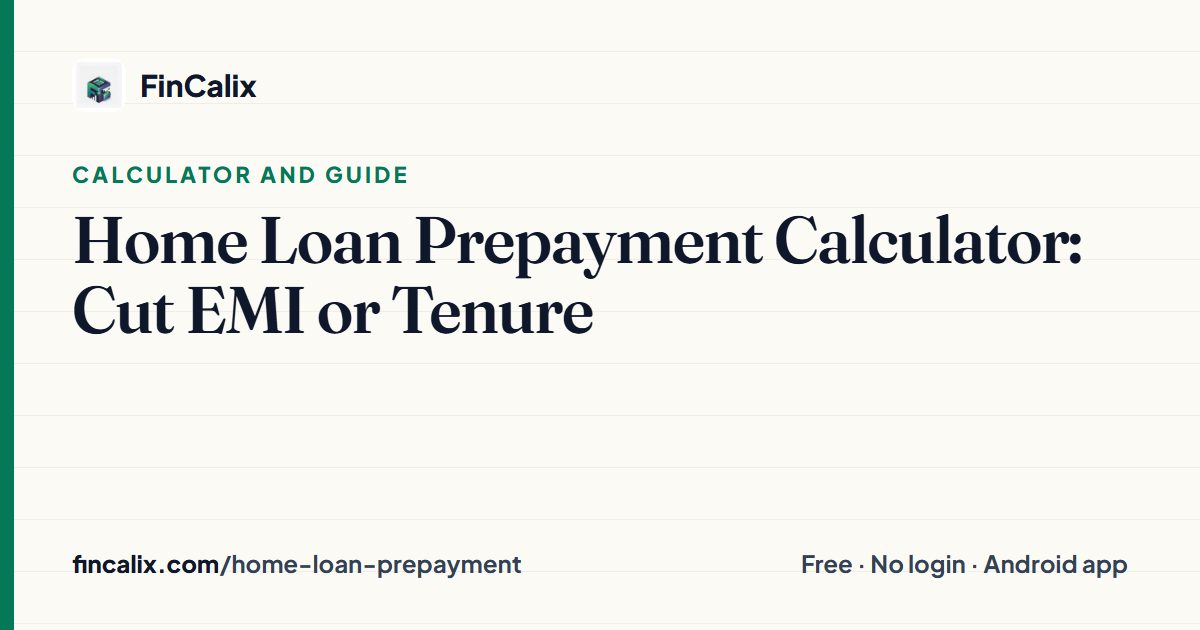 FinCalix
CALCULATOR AND GUIDE
Home Loan Prepayment Calculator:
Cut EMI or Tenure
fincalix.com/home-loan-prepayment
Free · No login · Android app